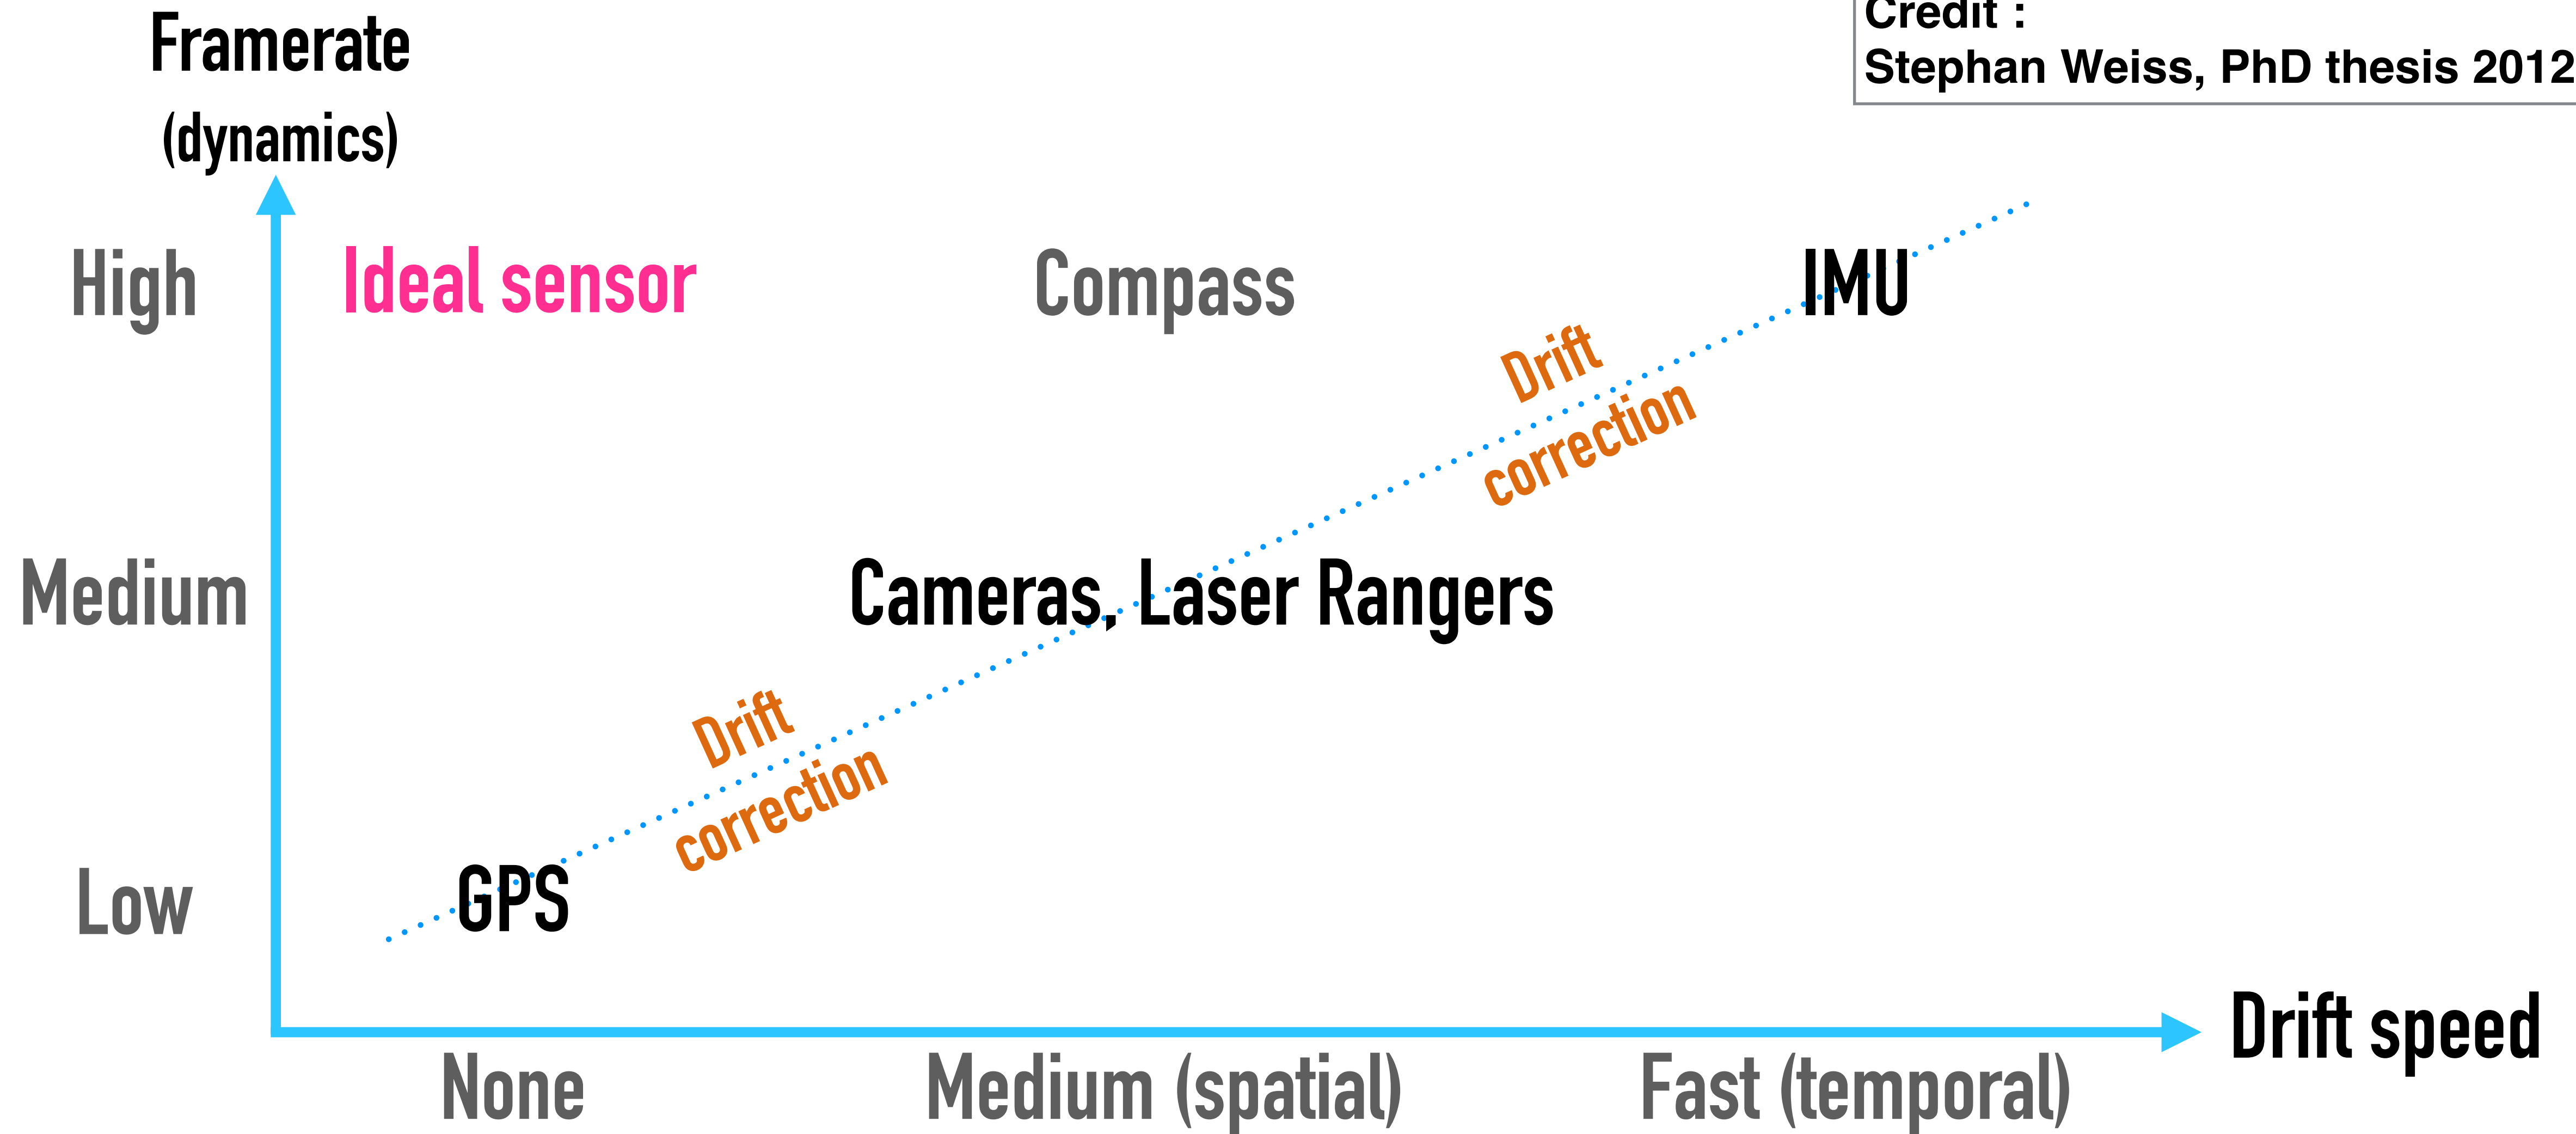 Credit :
Stephan Weiss, PhD thesis 2012
Framerate
(dynamics)
High
Ideal sensor
Compass
IMU
Drift
correction
Medium
Cameras, Laser Rangers
Drift
correction
Low
GPS
Drift speed
None
Medium (spatial)
Fast (temporal)